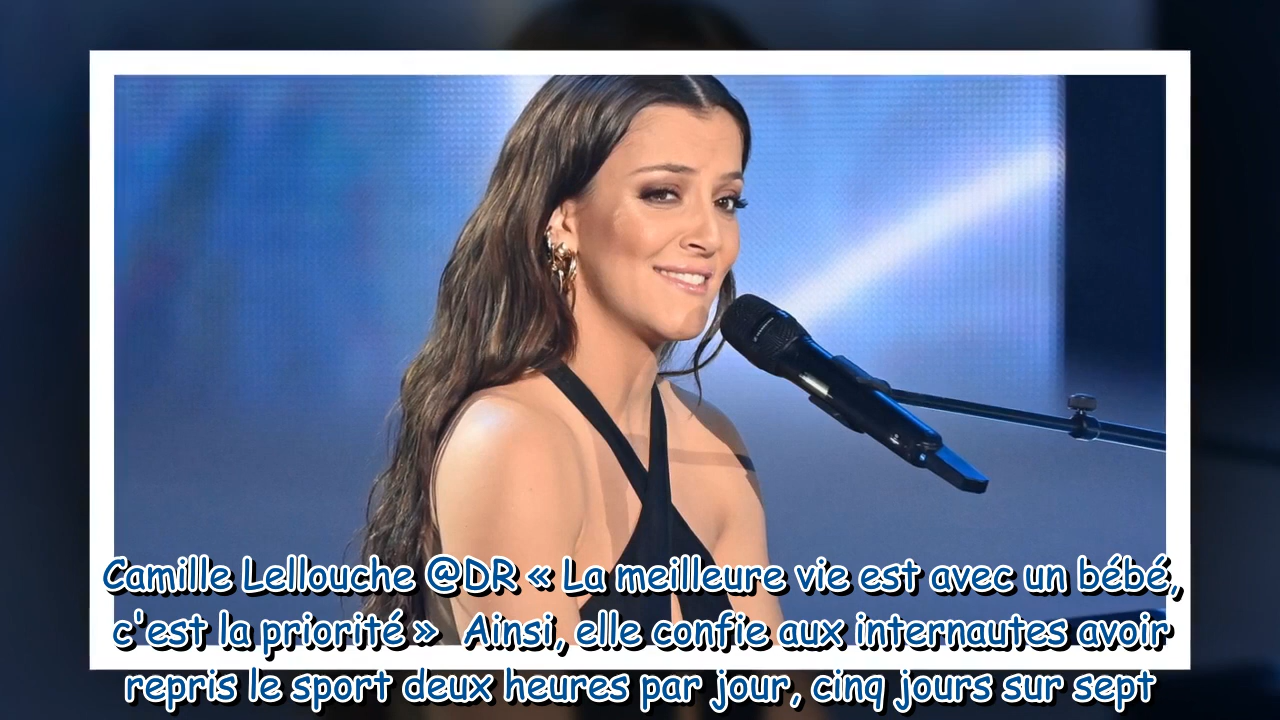 Camille Lellouche @DR « La meilleure vie est avec un bébé,
c'est la priorité »  Ainsi, elle confie aux internautes avoir
repris le sport deux heures par jour, cinq jours sur sept